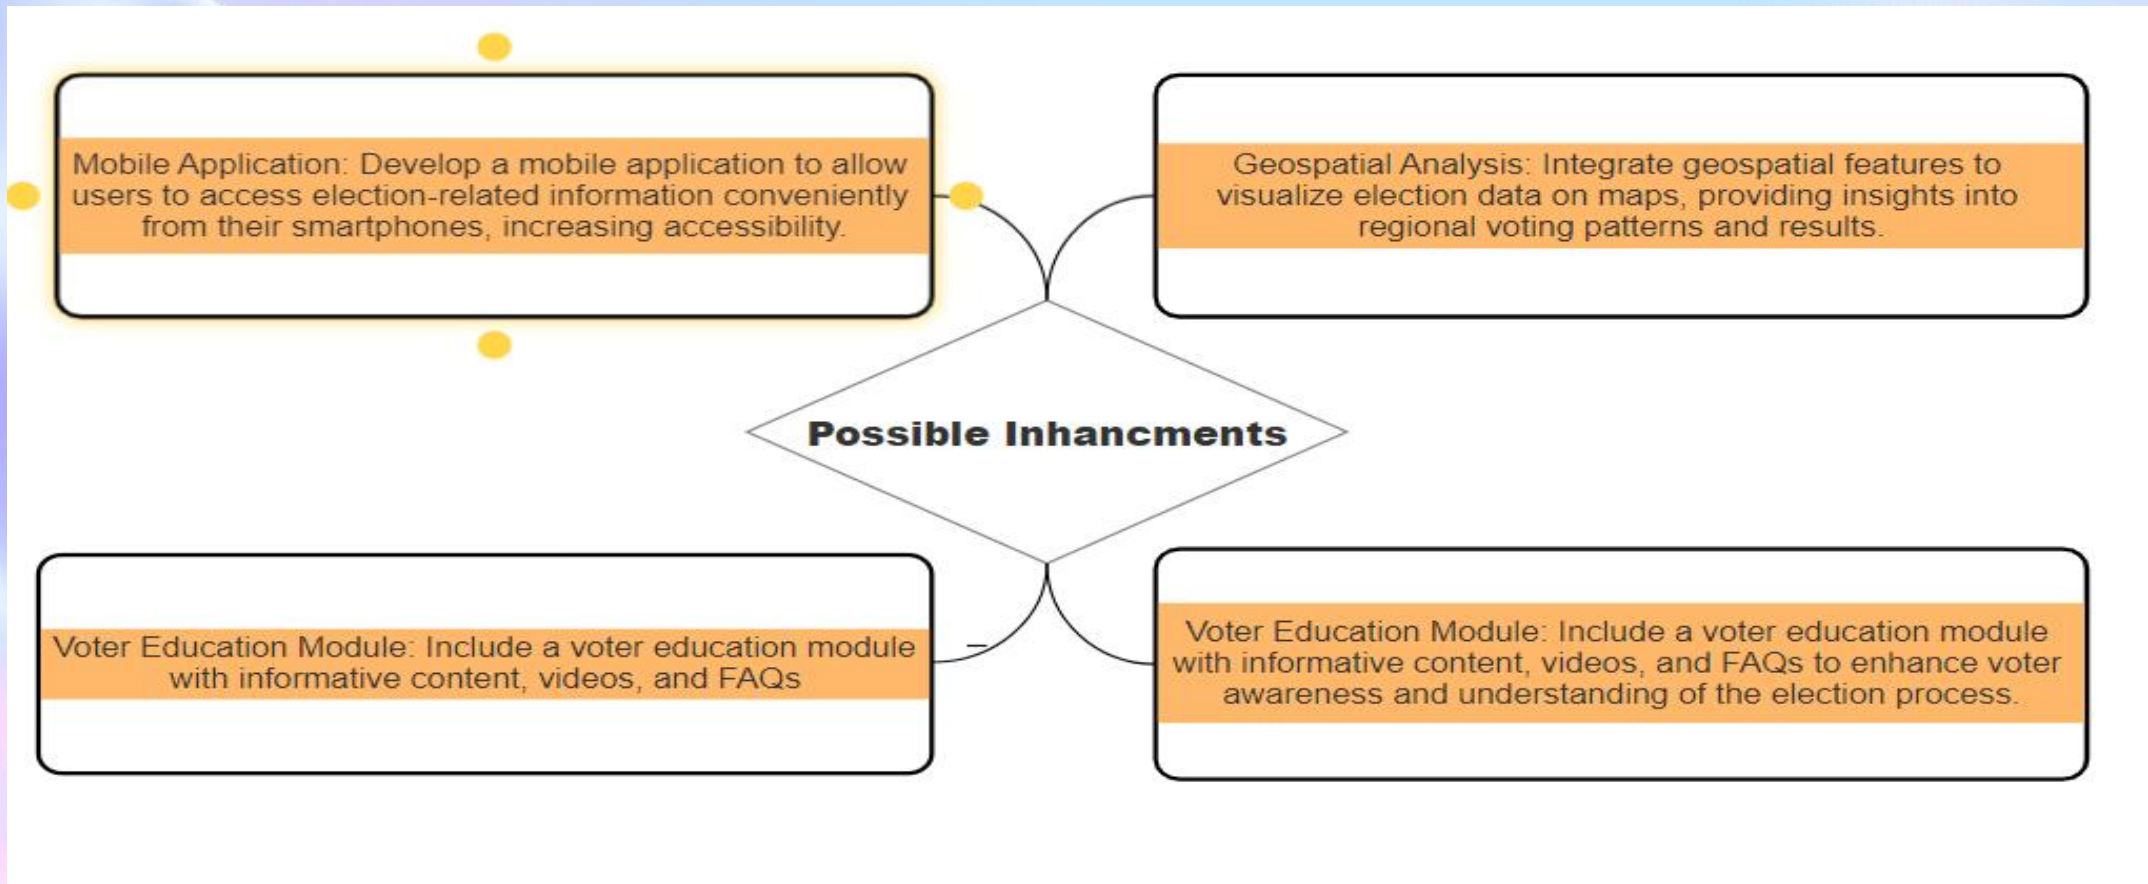 Mobile Application: Develop a mobile application to allow
users to access election-related information conveniently
from their smartphones, increasing accessibility.
Geospatial Analysis: Integrate geospatial features to
visualize election data on maps, providing insights into
regional voting patterns and results.
Possible Inhancments
Voter Education Module: Include a voter education module
with informative content, videos, and FAQs
Voter Education Module: Include a voter education module
with informative content, videos, and FAQs to enhance voter
awareness and understanding of the election process.